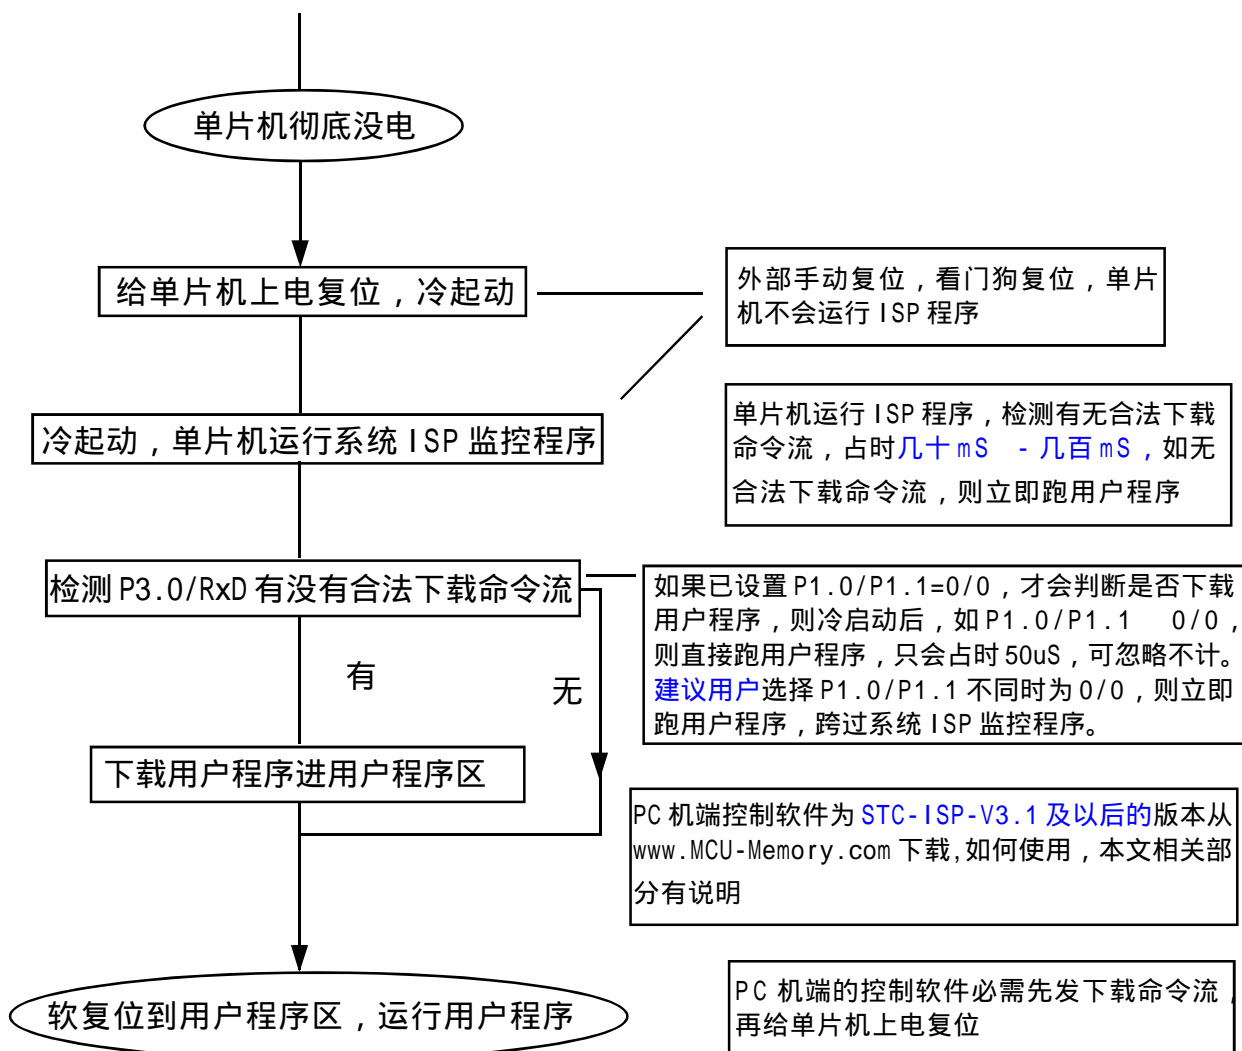 单片机彻底没电
给单片机上电复位，冷起动
外部手动复位，看门狗复位，单片
机不会运行 ISP 程序
冷起动，单片机运行系统 ISP 监控程序
单片机运行 ISP 程序，检测有无合法下载
命令流，占时几十mS - 几百mS，如无
合法下载命令流，则立即跑用户程序
检测 P3.0/RxD 有没有合法下载命令流
如果已设置 P1.0/P1.1=0/0，才会判断是否下载
用户程序，则冷启动后，如P1.0/P1.1 0/0，
则直接跑用户程序，只会占时50uS，可忽略不计。
建议用户选择 P1.0/P1.1 不同时为0/0，则立即
跑用户程序，跨过系统 ISP 监控程序。
有
无
下载用户程序进用户程序区
PC 机端控制软件为 STC-ISP-V3.1 及以后的版本从
www.MCU-Memory.com 下载,如何使用，本文相关部
分有说明
软复位到用户程序区，运行用户程序
PC 机端的控制软件必需先发下载命令流，
再给单片机上电复位